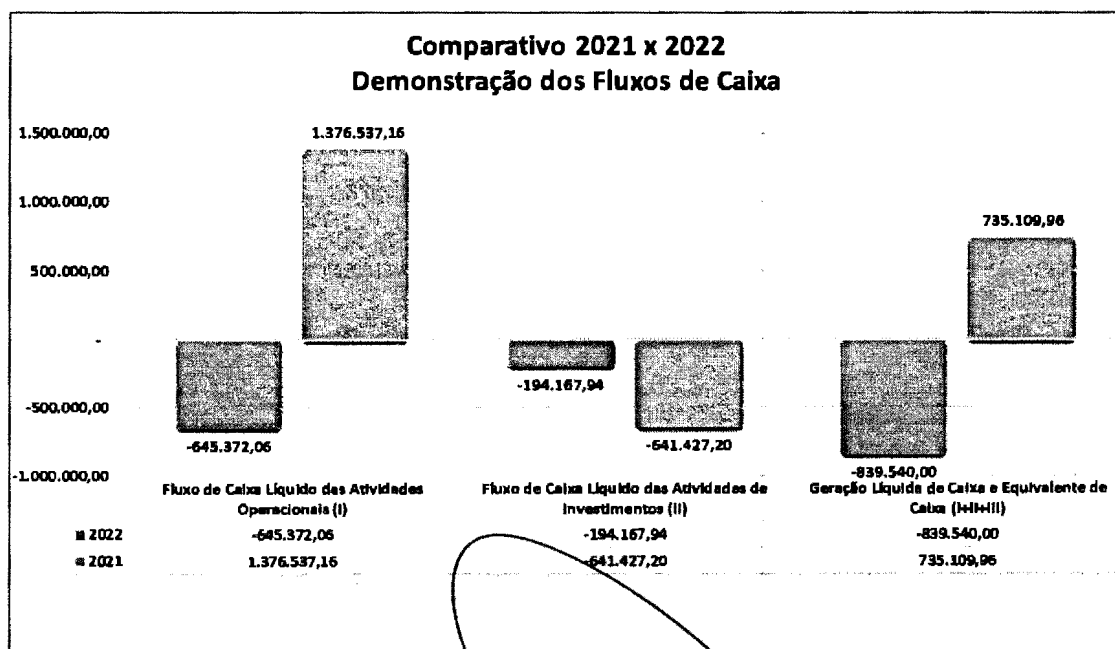 Comparativo 2021 x 2022
Demonstração dos Fluxos de Caixa
1.500.000,00
1.000.000,00
500.000,00
-
-500.000,00
-1.000.000,00
1.376.537,16
735.109,96
-645.372,06
-194.167,94
-641.427,20
-839.540,00
Fluxo de Caixa Líquido das Atividades
Operacionais (I)
Fluxo de Caixa Líquido das Atividades de
Investimentos (II)
Geração Líquida de Caixa e Equivalente de
Caixa (I+II+III)
2022 -645.372,06 -194.167,94 -839.540,00
2021 1.376.537,16 -641.427,20 735.109,96